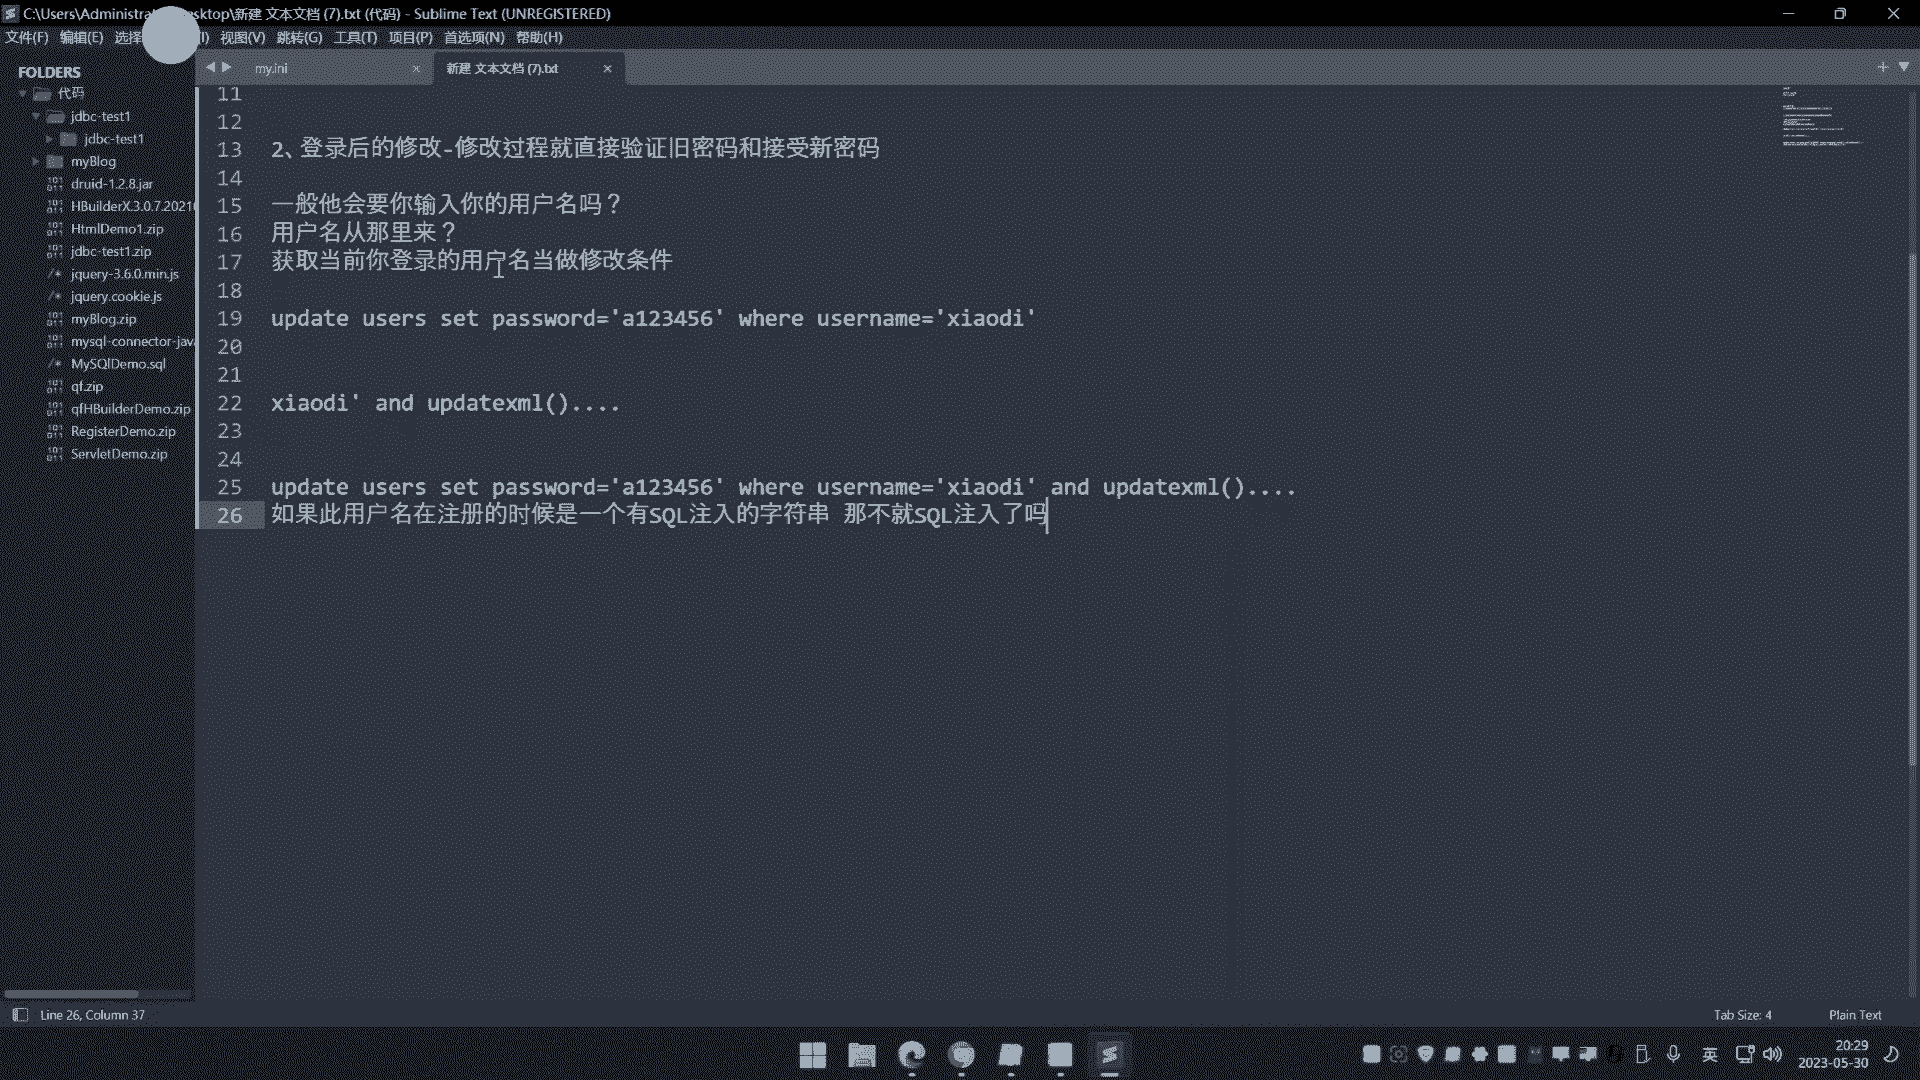 C:\Users\Administra sktop\新建 文本文档 (7).txt (代码) - Sublime Text (UNREGISTERED)
文件(F) 编辑(E) 选择 (I) 视图(V) 跳转(G) 工具(T) 项目(P) 首选项(N) 帮助(H)
FOLDERS
代码
jdbc-test1
jdbc-test1
myBlog
druid-1.2.8.jar
HBuilderX.3.0.7.2021
HtmlDemo1.zip
jdbc-test1.zip
jquery-3.6.0.min.js
jquery.cookie.js
myBlog.zip
mysql-connector-jav
MySQlDemo.sql
qf.zip
qfHBuilderDemo.zip
RegisterDemo.zip
ServletDemo.zip
my.ini
新建 文本文档 (7).txt
11
12
13 2、登录后的修改-修改过程就直接验证旧密码和接受新密码
14
15 一般他会要你输入你的用户名吗？
16 用户名从那里来？
17 获取当前你登录的用户名当做修改条件
18
19 update users set password='a123456' where username='xiaodi'
20
21
22 xiaodi' and updatexml()....
23
24
25 update users set password='a123456' where username='xiaodi' and updatexml()....
26 如果此用户名在注册的时候是一个有SQL注入的字符串 那不就SQL注入了吗
Line 26, Column 37
Tab Size: 4
Plain Text
英
20:29
2023-05-30